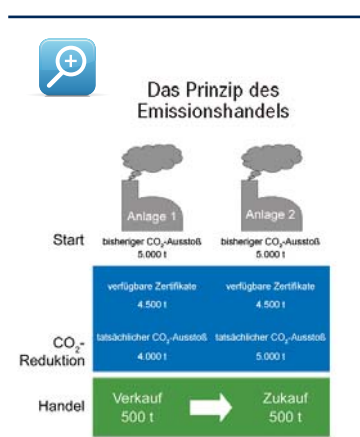 Das Prinzip des
Emissionshandels
Anlage 1
Anlage 2
Start
bisheriger CO₂-Ausstoß
5.000 t
bisheriger CO₂-Ausstoß
5.000 t
verfügbare Zertifikate
4.500 t
verfügbare Zertifikate
4.500 t
CO₂-
Reduktion
tatsächlicher CO₂-Ausstoß
4.000 t
tatsächlicher CO₂-Ausstoß
5.000 t
Handel
Verkauf
500 t
Zukauf
500 t